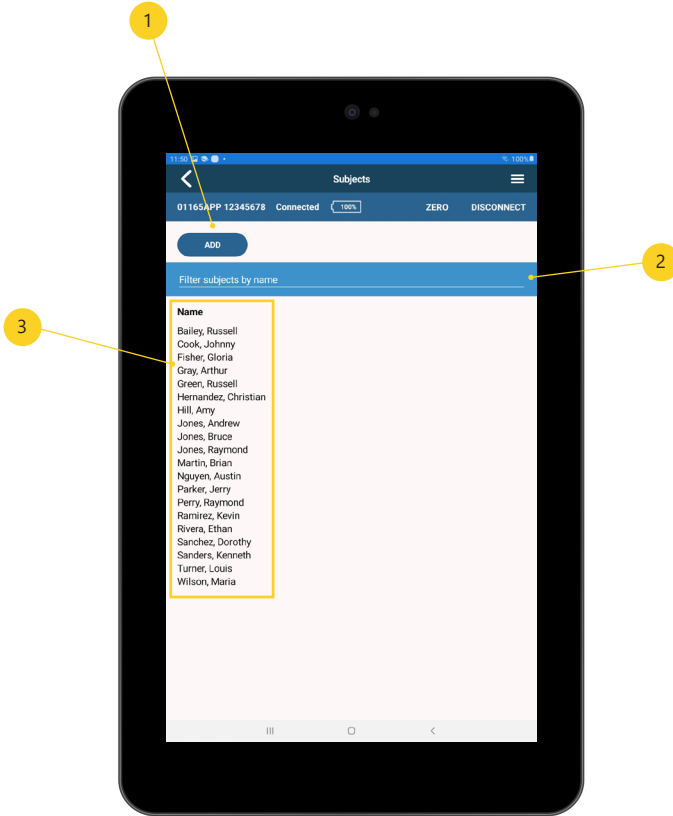 1
11:50 100%
Subjects
01165APP 12345678 Connected 100% ZERO DISCONNECT
ADD
2
Filter subjects by name
3
Name
Bailey, Russell
Cook, Johnny
Fisher, Gloria
Gray, Arthur
Green, Russell
Hernandez, Christian
Hill, Amy
Jones, Andrew
Jones, Bruce
Jones, Raymond
Martin, Brian
Nguyen, Austin
Parker, Jerry
Perry, Raymond
Ramirez, Kevin
Rivera, Ethan
Sanchez, Dorothy
Sanders, Kenneth
Turner, Louis
Wilson, Maria